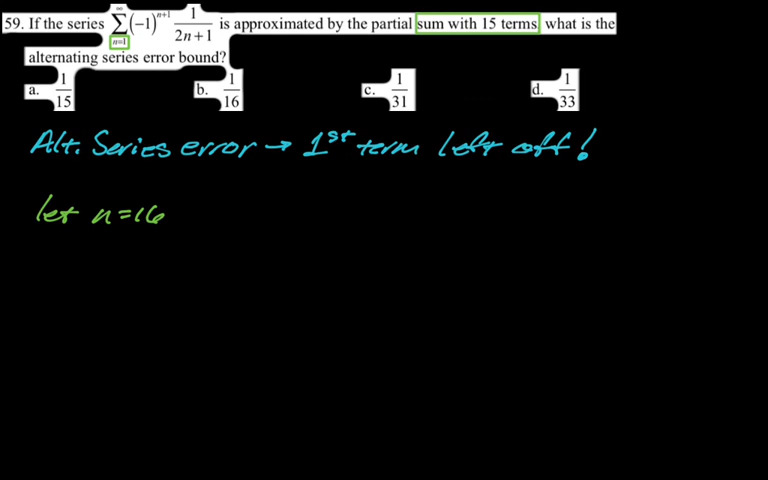 59. If the series ∑_{n=1}^{∞} (−1)^{n+1} 1/(2n+1) is approximated by the partial sum with 15 terms what is the
alternating series error bound?
a. 1/15 b. 1/16 c. 1/31 d. 1/33
Alt. Series error → 1st term left off!
let n=16